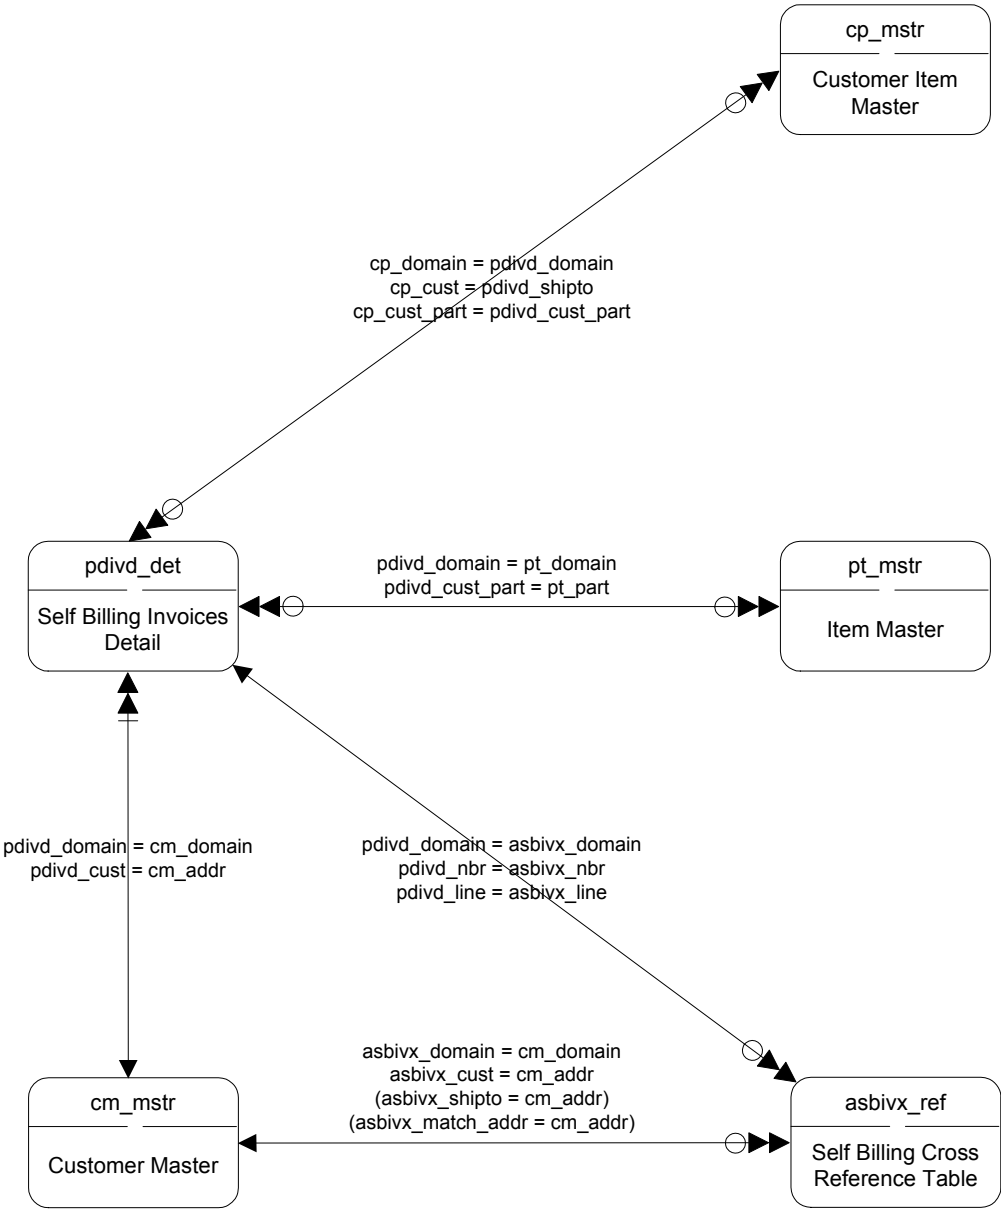 cp_mstr
Customer Item
Master
cp_domain = pdivd_domain
cp_cust = pdivd_shipto
cp_cust_part = pdivd_cust_part
pdivd_det
Self Billing Invoices
Detail
pdivd_domain = pt_domain
pdivd_cust_part = pt_part
pt_mstr
Item Master
pdivd_domain = cm_domain
pdivd_cust = cm_addr
pdivd_domain = asbivx_domain
pdivd_nbr = asbivx_nbr
pdivd_line = asbivx_line
cm_mstr
Customer Master
asbivx_domain = cm_domain
asbivx_cust = cm_addr
(asbivx_shipto = cm_addr)
(asbivx_match_addr = cm_addr)
asbivx_ref
Self Billing Cross
Reference Table